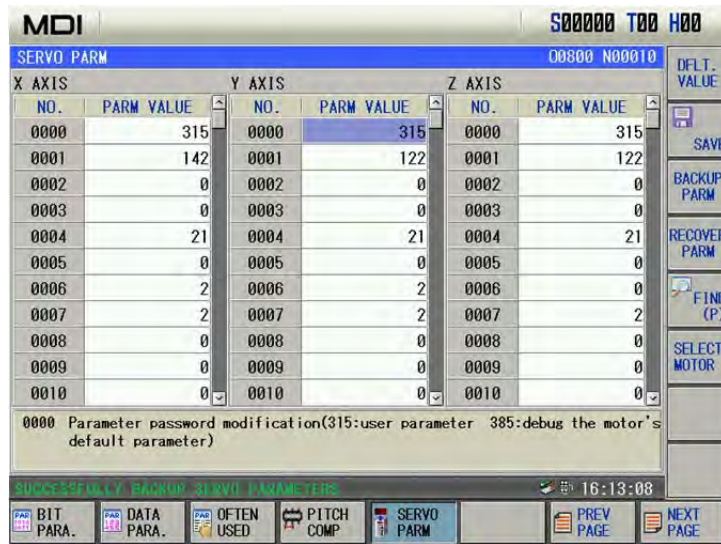 MDI S00000 T00 H00
SERVO PARM O0800 N00010
X AXIS Y AXIS Z AXIS
NO. PARM VALUE NO. PARM VALUE NO. PARM VALUE
0000 315 0000 315 0000 315
0001 142 0001 122 0001 122
0002 0 0002 0 0002 0
0003 0 0003 0 0003 0
0004 21 0004 21 0004 21
0005 0 0005 0 0005 0
0006 2 0006 2 0006 2
0007 2 0007 2 0007 2
0008 0 0008 0 0008 0
0009 0 0009 0 0009 0
0010 0 0010 0 0010 0
0000 Parameter password modification(315:user parameter 385:debug the motor's
default parameter)
SUCCESSFULLY BACKUP SERVO PARAMETERS 16:13:08
DFLT.
VALUE
SAVE
BACKUP
PARM
RECOVER
PARM
FIND
(P)
SELECT
MOTOR
BIT
PARA.
DATA
PARA.
OFTEN
USED
PITCH
COMP
SERVO
PARM
PREV
PAGE
NEXT
PAGE